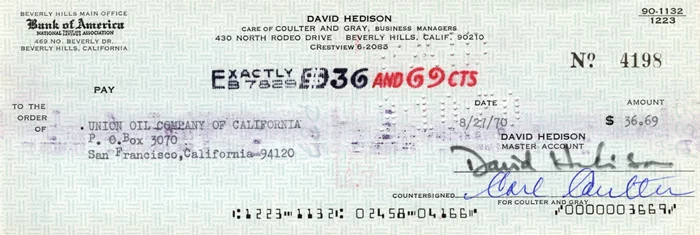 BEVERLY HILLS MAIN OFFICE
Bank of America
NATIONAL TRUST AND SAVINGS ASSOCIATION
469 NO. BEVERLY DR.
BEVERLY HILLS, CALIFORNIA
DAVID HEDISON
CARE OF COULTER AND GRAY, BUSINESS MANAGERS
430 NORTH RODEO DRIVE BEVERLY HILLS, CALIF. 90210
CRESTVIEW 6-2085
90-1132
1223
Nº 4198
PAY
EXACTLY $36 AND 69 CTS
B 7829
TO THE
ORDER
OF
UNION OIL COMPANY OF CALIFORNIA
P. O.Box 3070
San Francisco,California 94120
DATE
8/27/70
AMOUNT
$ 36.69
DAVID HEDISON
MASTER ACCOUNT
David Hedison
COUNTERSIGNED
Carl Coulter
FOR COULTER AND GRAY
⑆1223⑉1132⑆ 02458⑉04166⑈ ⑈0000003669⑈